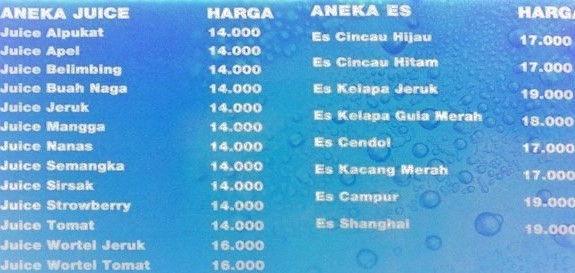 ANEKA JUICE HARGA
Juice Alpukat 14.000
Juice Apel 14.000
Juice Belimbing 14.000
Juice Buah Naga 14.000
Juice Jeruk 14.000
Juice Mangga 14.000
Juice Nanas 14.000
Juice Semangka 14.000
Juice Sirsak 14.000
Juice Strowberry 14.000
Juice Tomat 14.000
Juice Wortel Jeruk 16.000
Juice Wortel Tomat 16.000
ANEKA ES HARGA
Es Cincau Hijau 17.000
Es Cincau Hitam 17.000
Es Kelapa Jeruk 19.000
Es Kelapa Gula Merah 18.000
Es Cendol 17.000
Es Kacang Merah 17.000
Es Campur 19.000
Es Shanghai 19.000